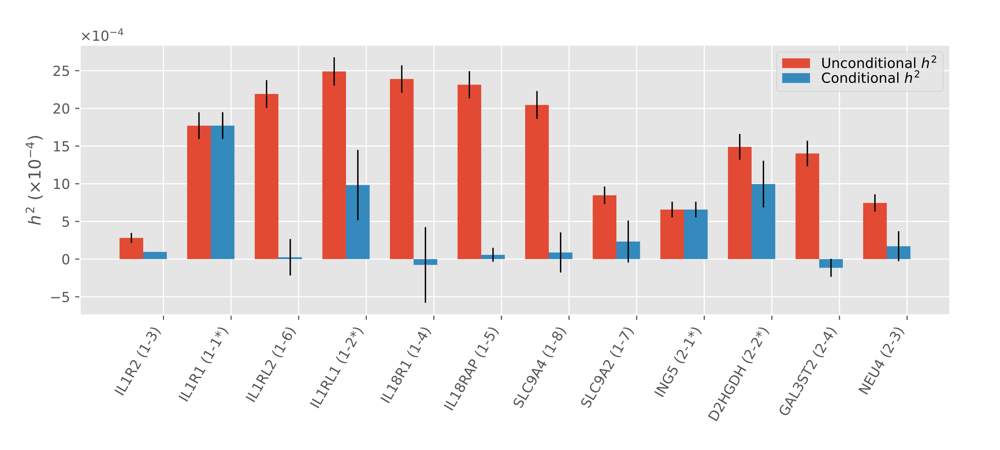 ×10⁻⁴
h² (×10⁻⁴)
25
20
15
10
5
0
−5
Unconditional h²
Conditional h²
IL1R2 (1-3)
IL1R1 (1-1*)
IL1RL2 (1-6)
IL1RL1 (1-2*)
IL18R1 (1-4)
IL18RAP (1-5)
SLC9A4 (1-8)
SLC9A2 (1-7)
ING5 (2-1*)
D2HGDH (2-2*)
GAL3ST2 (2-4)
NEU4 (2-3)